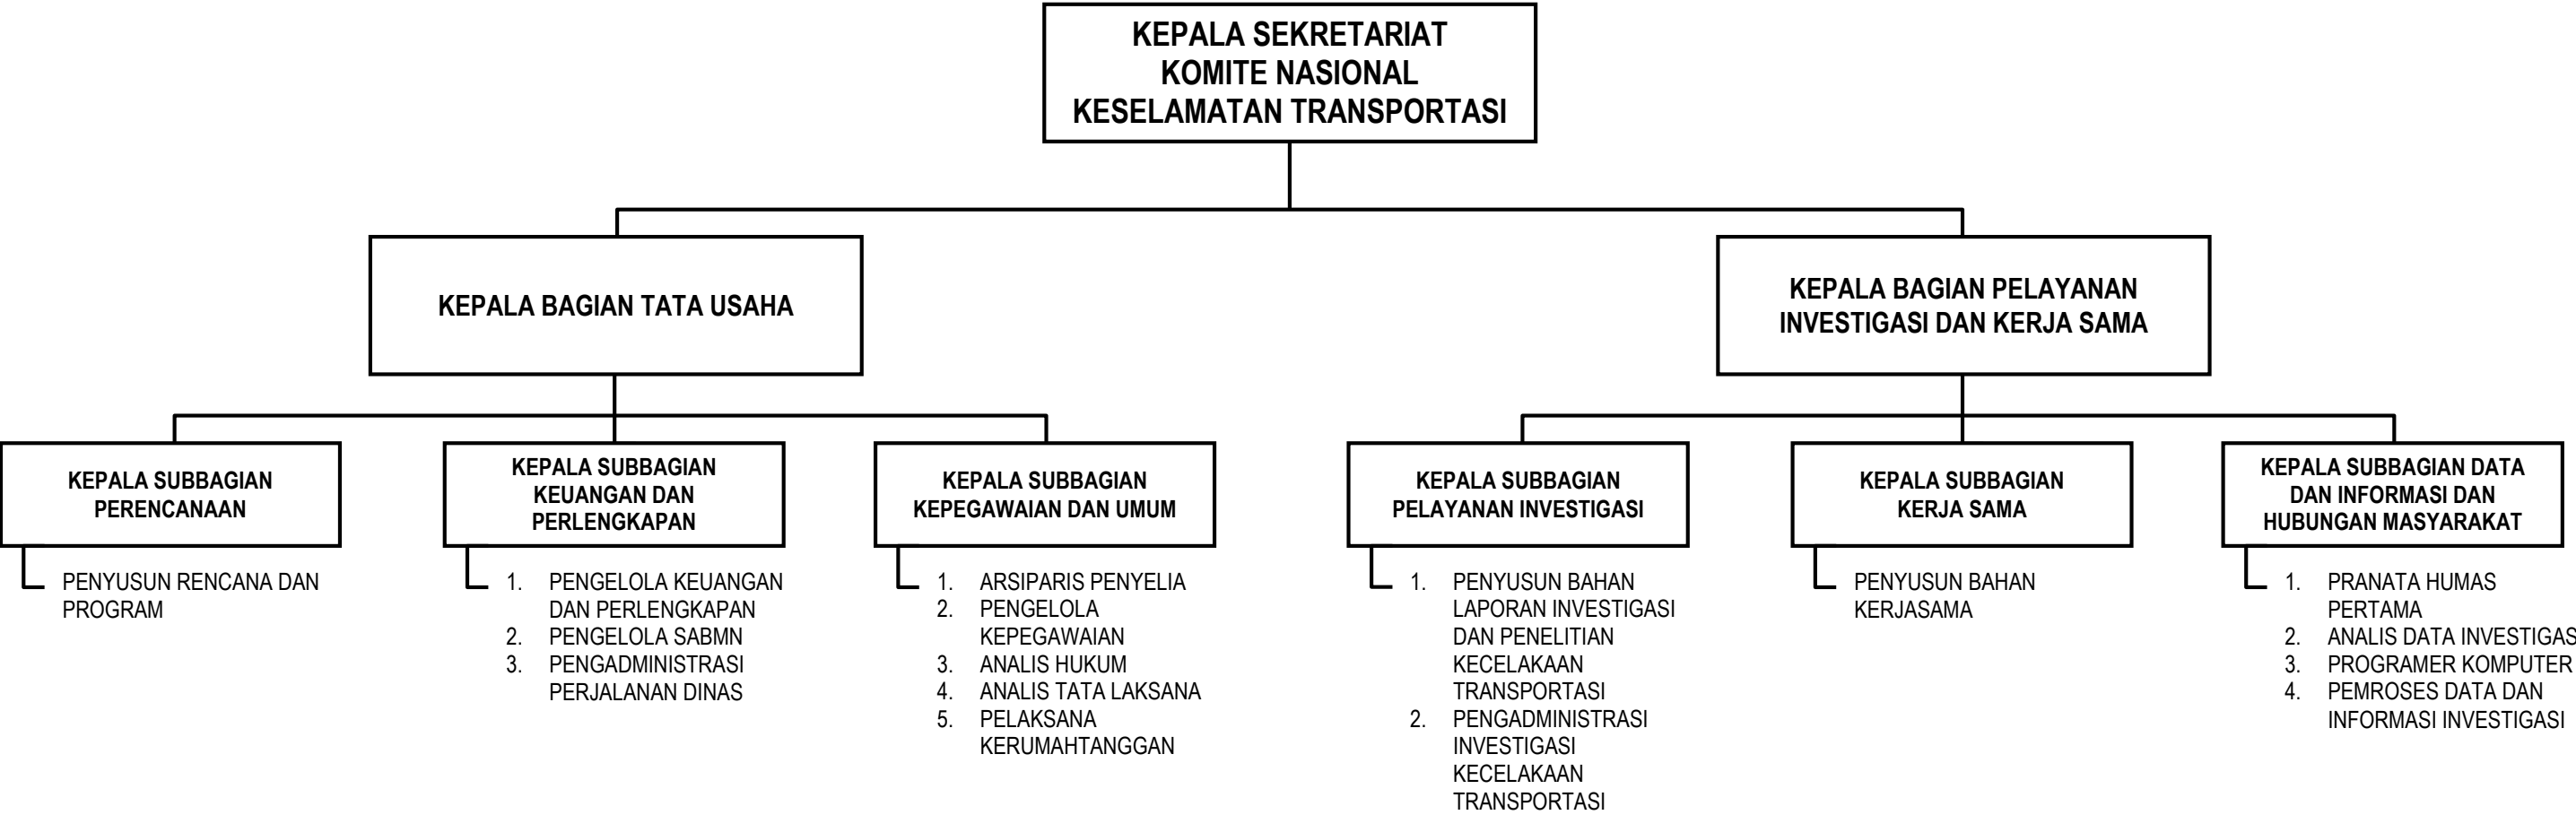 KEPALA SEKRETARIAT
KOMITE NASIONAL
KESELAMATAN TRANSPORTASI
KEPALA BAGIAN TATA USAHA
KEPALA BAGIAN PELAYANAN
INVESTIGASI DAN KERJA SAMA
KEPALA SUBBAGIAN
PERENCANAAN
KEPALA SUBBAGIAN
KEUANGAN DAN
PERLENGKAPAN
KEPALA SUBBAGIAN
KEPEGAWAIAN DAN UMUM
KEPALA SUBBAGIAN
PELAYANAN INVESTIGASI
KEPALA SUBBAGIAN
KERJA SAMA
KEPALA SUBBAGIAN DATA
DAN INFORMASI DAN
HUBUNGAN MASYARAKAT
PENYUSUN RENCANA DAN
PROGRAM
1. PENGELOLA KEUANGAN
DAN PERLENGKAPAN
2. PENGELOLA SABMN
3. PENGADMINISTRASI
PERJALANAN DINAS
1. ARSIPARIS PENYELIA
2. PENGELOLA
KEPEGAWAIAN
3. ANALIS HUKUM
4. ANALIS TATA LAKSANA
5. PELAKSANA
KERUMAHTANGGAN
1. PENYUSUN BAHAN
LAPORAN INVESTIGASI
DAN PENELITIAN
KECELAKAAN
TRANSPORTASI
2. PENGADMINISTRASI
INVESTIGASI
KECELAKAAN
TRANSPORTASI
PENYUSUN BAHAN
KERJASAMA
1. PRANATA HUMAS
PERTAMA
2. ANALIS DATA INVESTIGAS
3. PROGRAMER KOMPUTER
4. PEMROSES DATA DAN
INFORMASI INVESTIGASI